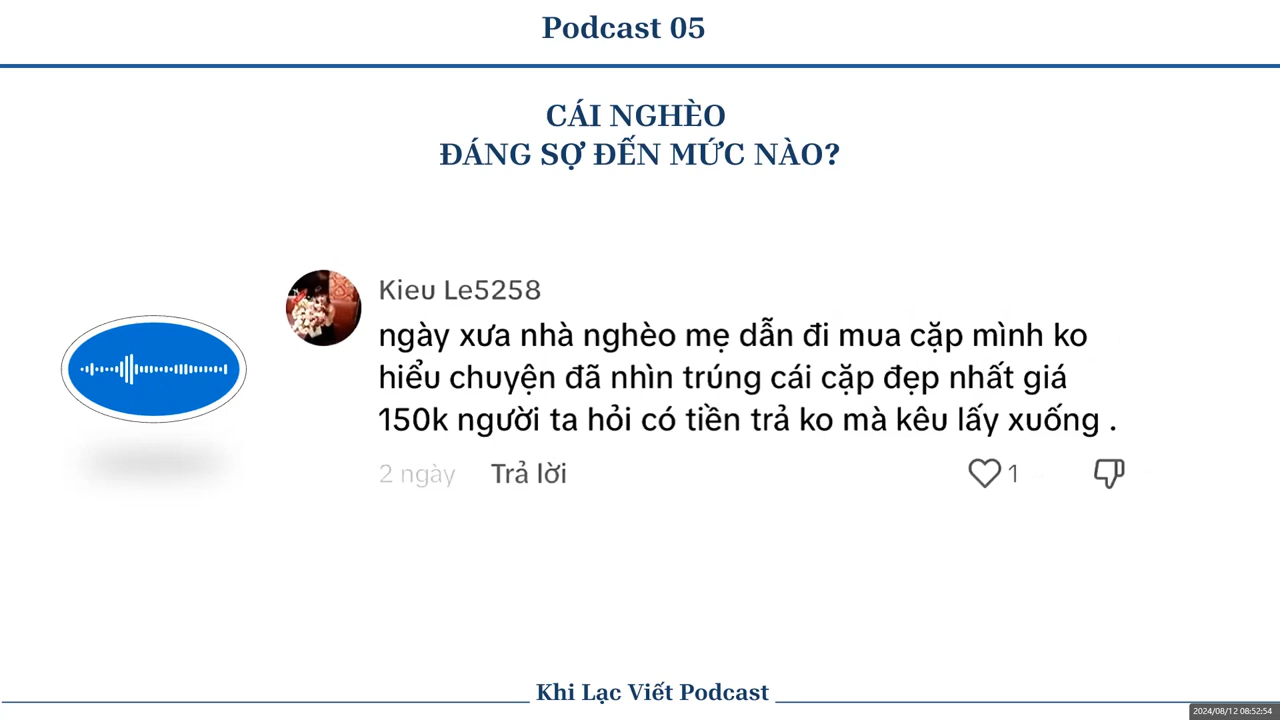 Podcast 05
CÁI NGHÈO
ĐÁNG SỢ ĐẾN MỨC NÀO?
Kieu Le5258
ngày xưa nhà nghèo mẹ dẫn đi mua cặp mình ko
hiểu chuyện đã nhìn trúng cái cặp đẹp nhất giá
150k người ta hỏi có tiền trả ko mà kêu lấy xuống .
2 ngày Trả lời 1
Khi Lạc Viết Podcast
2024/08/12 08:52:54